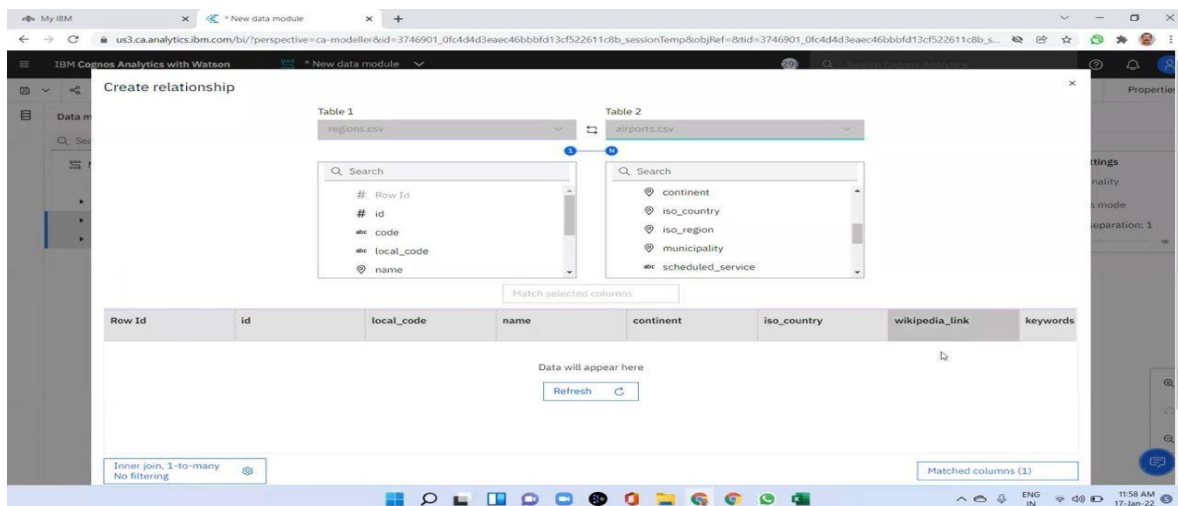 My IBM
* New data module
us3.ca.analytics.ibm.com/bi/?perspective=ca-modeller&id=3746901_0fc4d4d3eaec46bbbfd13cf522611c8b_sessionTemp&objRef=&tid=3746901_0fc4d4d3eaec46bbbfd13cf522611c8b_s...
IBM Cognos Analytics with Watson
* New data module
Search Cognos Analytics
Create relationship
Properties
Data m
Table 1
Table 2
regions.csv
airports.csv
1
N
Sea
Search
Search
ttings
# Row Id
continent
nality
# id
iso_country
s mode
abc code
iso_region
separation: 1
abc local_code
municipality
name
abc scheduled_service
Match selected columns
Row Id
id
local_code
name
continent
iso_country
wikipedia_link
keywords
Data will appear here
Refresh
Inner join, 1-to-many
No filtering
Matched columns (1)
ENG
IN
11:58 AM
17-Jan-22